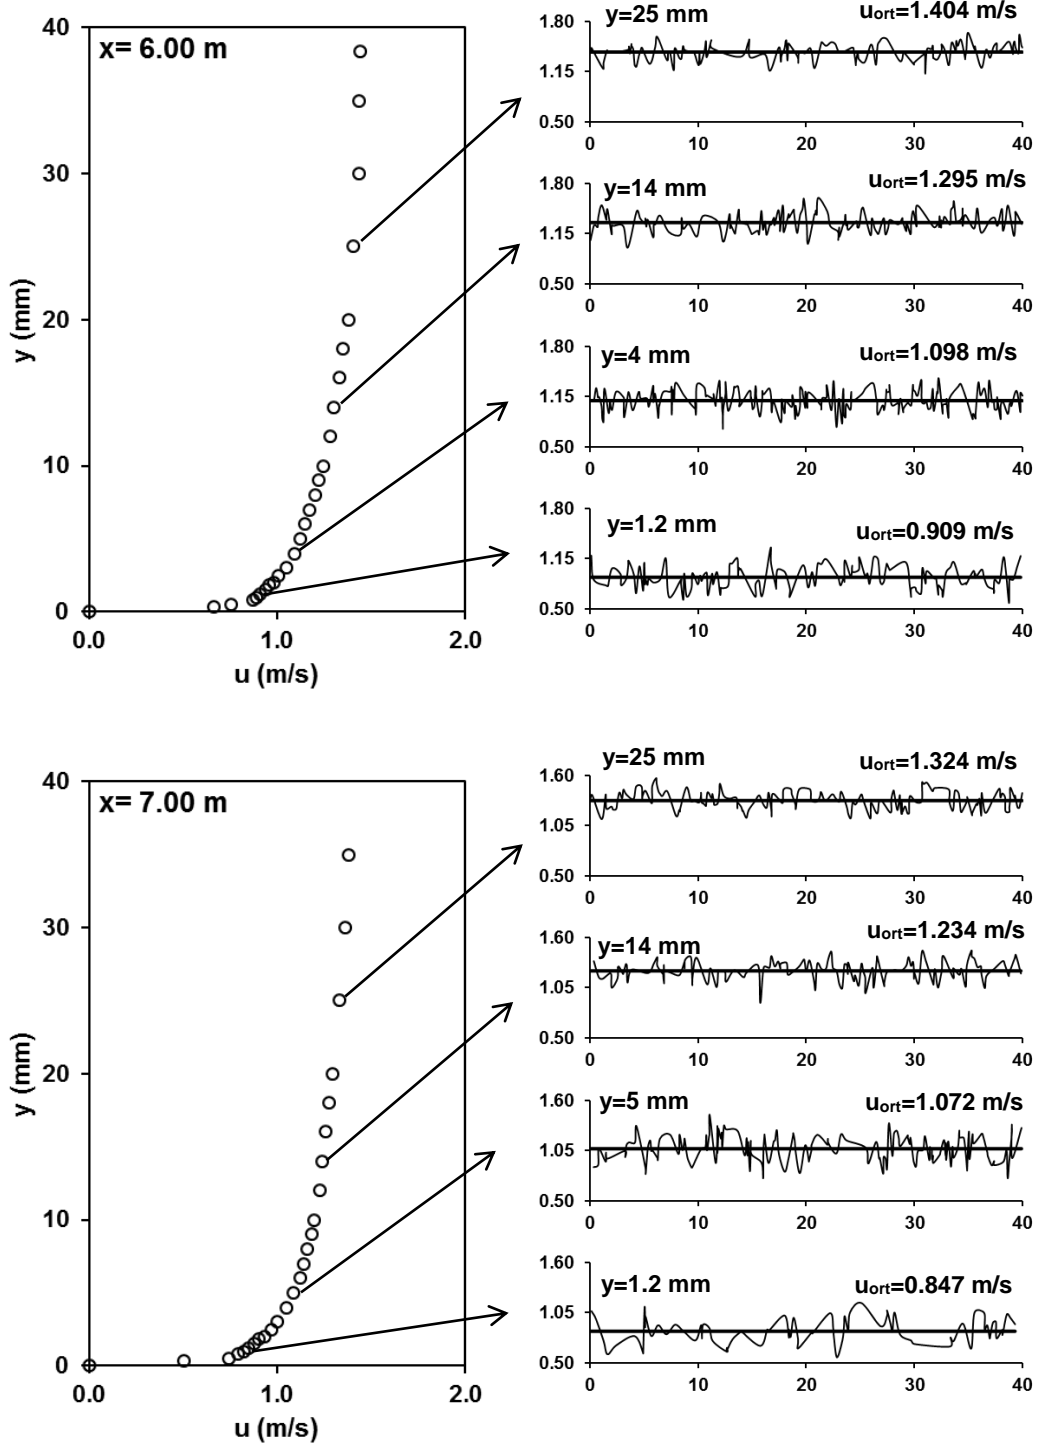 40
x= 6.00 m
30
20
10
0
y (mm)
0.0 1.0 2.0
u (m/s)
y=25 mm uort=1.404 m/s
1.80
1.15
0.50
0 10 20 30 40
y=14 mm uort=1.295 m/s
1.80
1.15
0.50
0 10 20 30 40
y=4 mm uort=1.098 m/s
1.80
1.15
0.50
0 10 20 30 40
y=1.2 mm uort=0.909 m/s
1.80
1.15
0.50
0 10 20 30 40
40
x= 7.00 m
30
20
10
0
y (mm)
0.0 1.0 2.0
u (m/s)
y=25 mm uort=1.324 m/s
1.60
1.05
0.50
0 10 20 30 40
y=14 mm uort=1.234 m/s
1.60
1.05
0.50
0 10 20 30 40
y=5 mm uort=1.072 m/s
1.60
1.05
0.50
0 10 20 30 40
y=1.2 mm uort=0.847 m/s
1.60
1.05
0.50
0 10 20 30 40